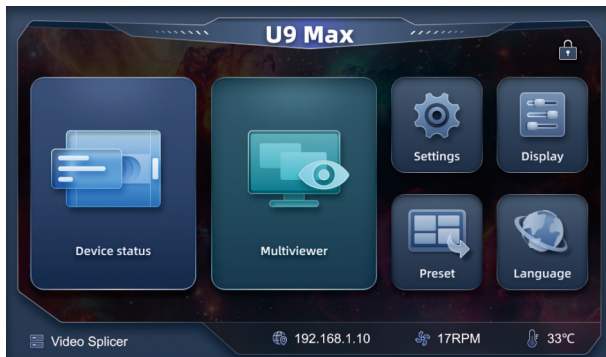 U9 Max
Device status
Multiviewer
Settings
Display
Preset
Language
Video Splicer
192.168.1.10
17RPM
33℃